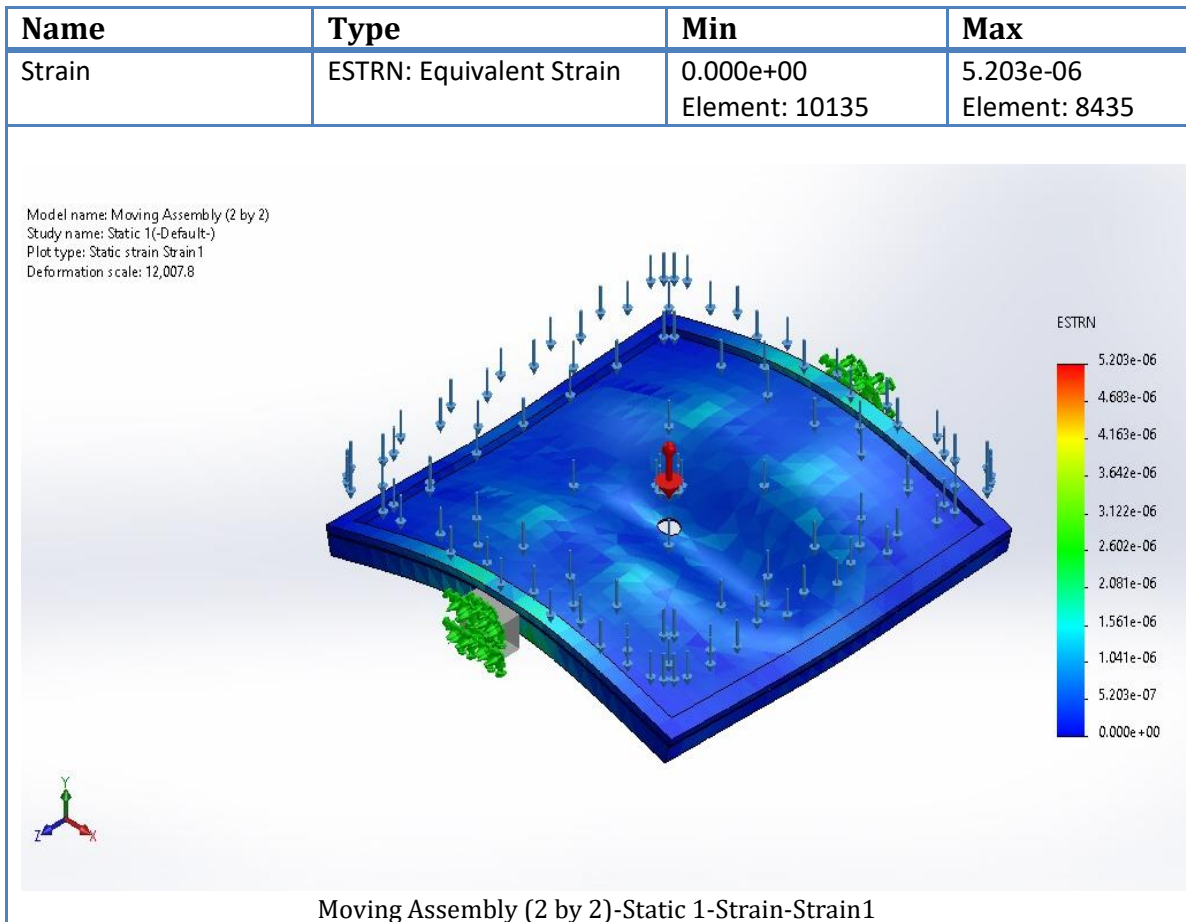 Name Type Min Max
Strain ESTRN: Equivalent Strain 0.000e+00 5.203e-06
Element: 10135 Element: 8435
Model name: Moving Assembly (2 by 2)
Study name: Static 1(-Default-)
Plot type: Static strain Strain1
Deformation scale: 12,007.8
ESTRN
5.203e-06
4.683e-06
4.163e-06
3.642e-06
3.122e-06
2.602e-06
2.081e-06
1.561e-06
1.041e-06
5.203e-07
0.000e+00
Y
Z X
Moving Assembly (2 by 2)-Static 1-Strain-Strain1